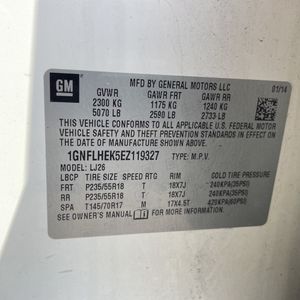 GM
MFD BY GENERAL MOTORS LLC
01/14
GVWR GAWR FRT GAWR RR
2300 KG 1175 KG 1240 KG
5070 LB 2590 LB 2733 LB
THIS VEHICLE CONFORMS TO ALL APPLICABLE U.S. FEDERAL MOTOR
VEHICLE SAFETY AND THEFT PREVENTION STANDARDS IN EFFECT ON
THE DATE OF MANUFACTURE SHOWN ABOVE.
1GNFLHEK5EZ119327 TYPE: M.P.V.
MODEL: LJ26
LBCP TIRE SIZE SPEED RTG RIM COLD TIRE PRESSURE
FRT P235/55R18 T 18X7J 240KPA(35PSI)
RR P235/55R18 T 18X7J 240KPA(35PSI)
SPA T145/70R17 M 17X4.5T 420KPA(60PSI)
SEE OWNER'S MANUAL FOR MORE INFORMATION.